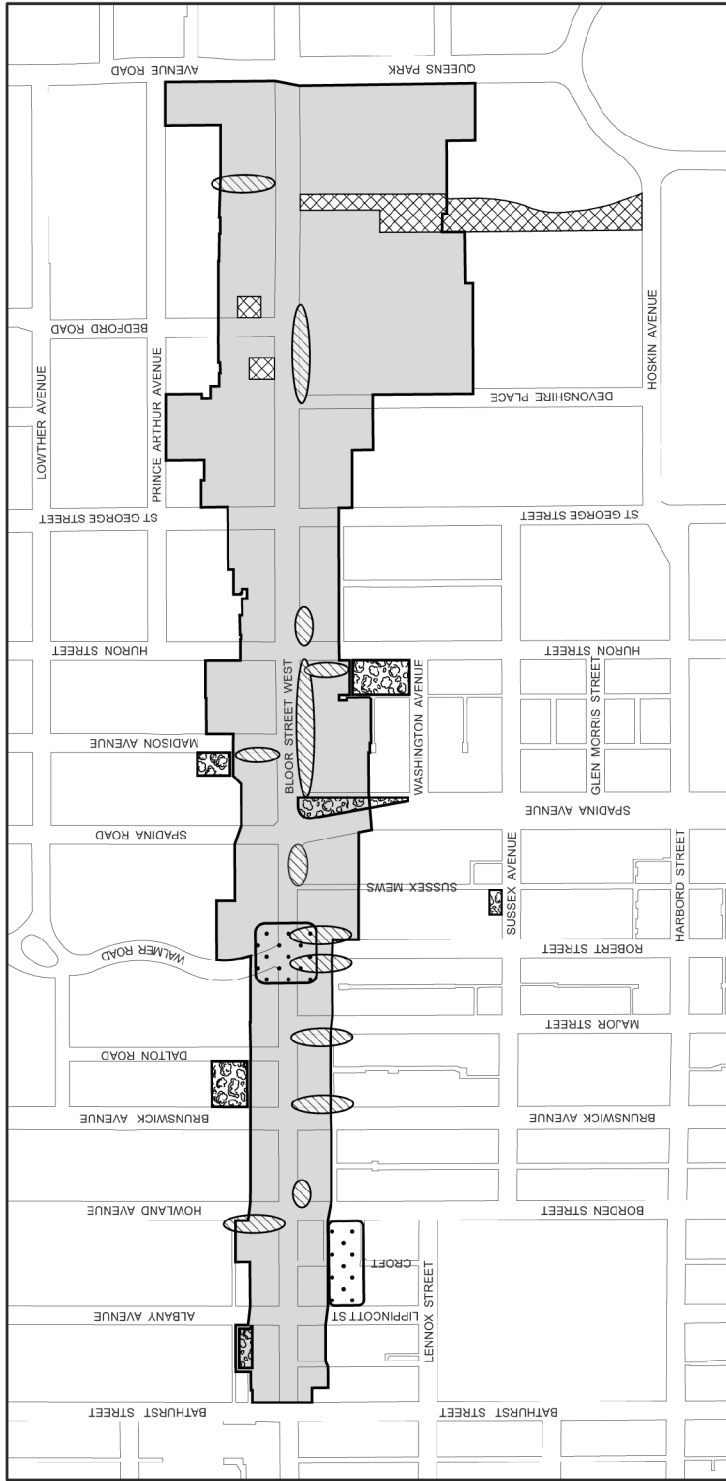 AVENUE ROAD
QUEENS PARK
BEDFORD ROAD
LOWTHER AVENUE
PRINCE ARTHUR AVENUE
HOSKIN AVENUE
DEVONSHIRE PLACE
ST GEORGE STREET
ST GEORGE STREET
HURON STREET
HURON STREET
BLOOR STREET WEST
WASHINGTON AVENUE
GLEN MORRIS STREET
MADISON AVENUE
SPADINA AVENUE
SPADINA ROAD
SUSSEX MEWS
SUSSEX AVENUE
HARBORD STREET
WALMER ROAD
ROBERT STREET
MAJOR STREET
DALTON ROAD
BRUNSWICK AVENUE
BRUNSWICK AVENUE
HOWLAND AVENUE
BORDEN STREET
CROFT
LENNOX STREET
ALBANY AVENUE
LIPPINCOTT ST
BATHURST STREET
BATHURST STREET